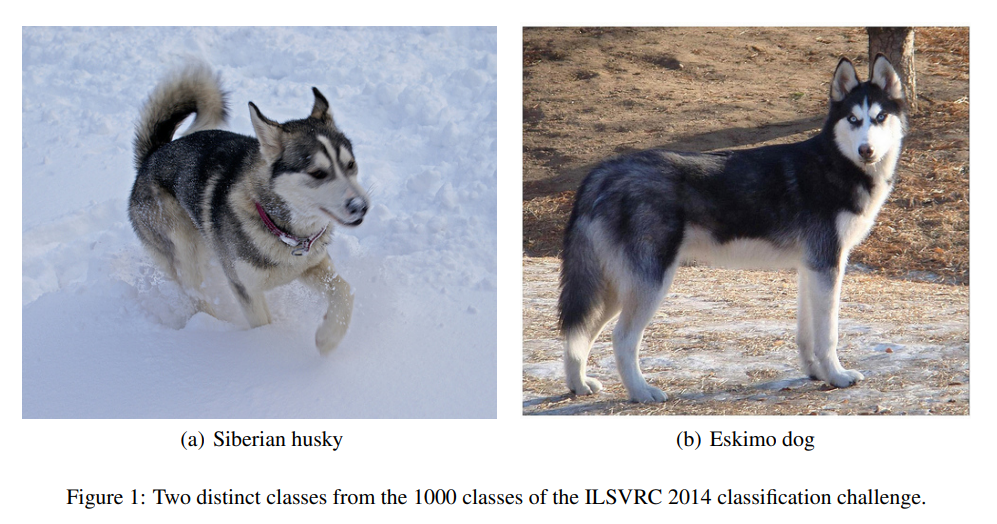 (a) Siberian husky
(b) Eskimo dog
Figure 1: Two distinct classes from the 1000 classes of the ILSVRC 2014 classification challenge.